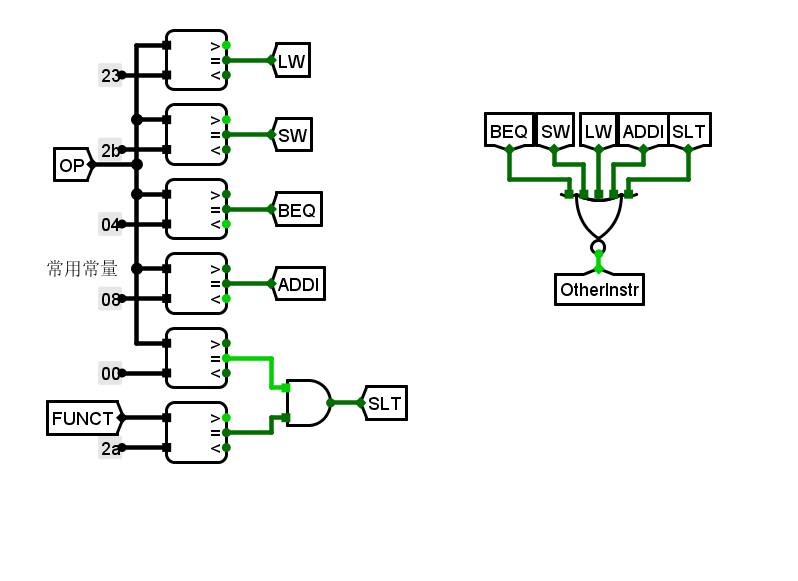 >
=
<
LW
23
>
=
<
SW
2b
OP
>
=
<
BEQ
04
常用常量
>
=
<
ADDI
08
>
=
<
00
SLT
FUNCT
>
=
<
2a
BEQ SW LW ADDI SLT
OtherInstr